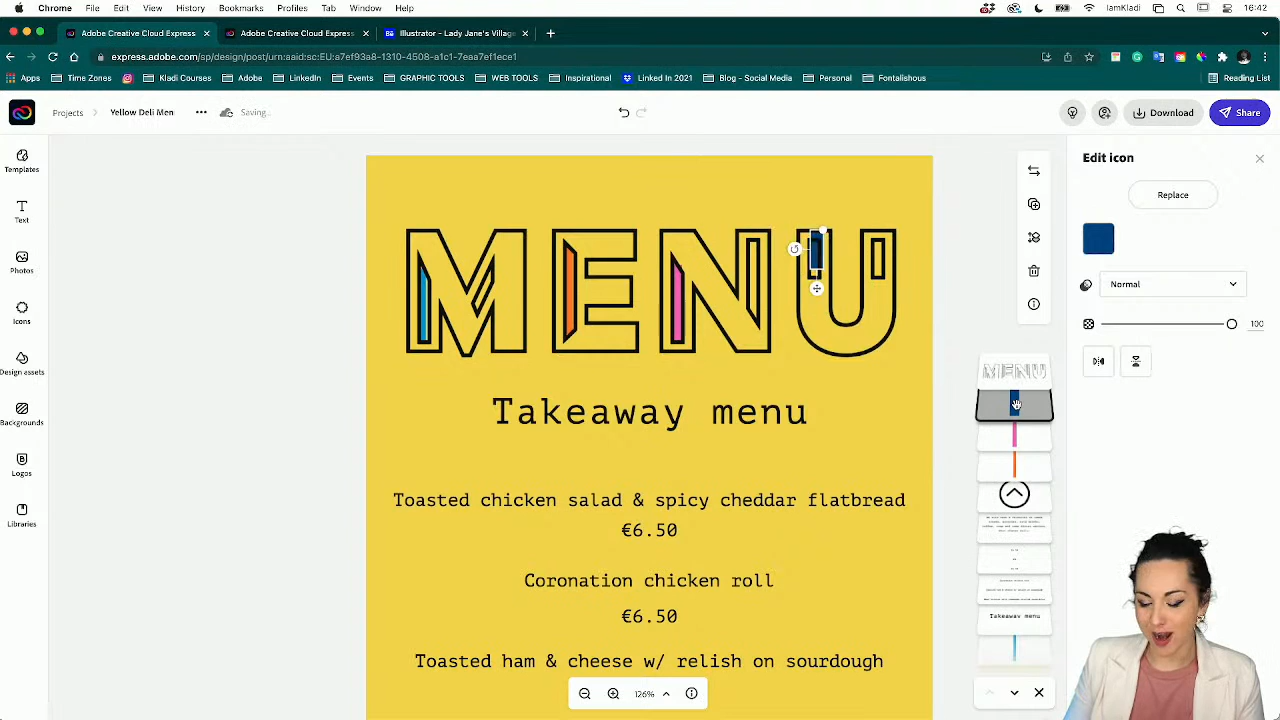 Chrome File Edit View History Bookmarks Profiles Tab Window Help IamKladi 16:42
Adobe Creative Cloud Express × Adobe Creative Cloud Express × Illustrator - Lady Jane's Village × +
express.adobe.com/sp/design/post/urn:aaid:sc:EU:a7ef93a8-1310-4508-a1c1-7eaa7ef1ece1
Apps Time Zones Kladi Courses Adobe LinkedIn Events GRAPHIC TOOLS WEB TOOLS Inspirational Linked In 2021 Blog - Social Media Personal Fontalishous Reading List
Projects Yellow Deli Men ••• Saving... Download Share
Templates
Text
Photos
Icons
Design assets
Backgrounds
Logos
Libraries
MENU
Takeaway menu
Toasted chicken salad & spicy cheddar flatbread
€6.50
Coronation chicken roll
€6.50
Toasted ham & cheese w/ relish on sourdough
126%
MENU
Takeaway menu
Edit icon
Replace
Normal
100